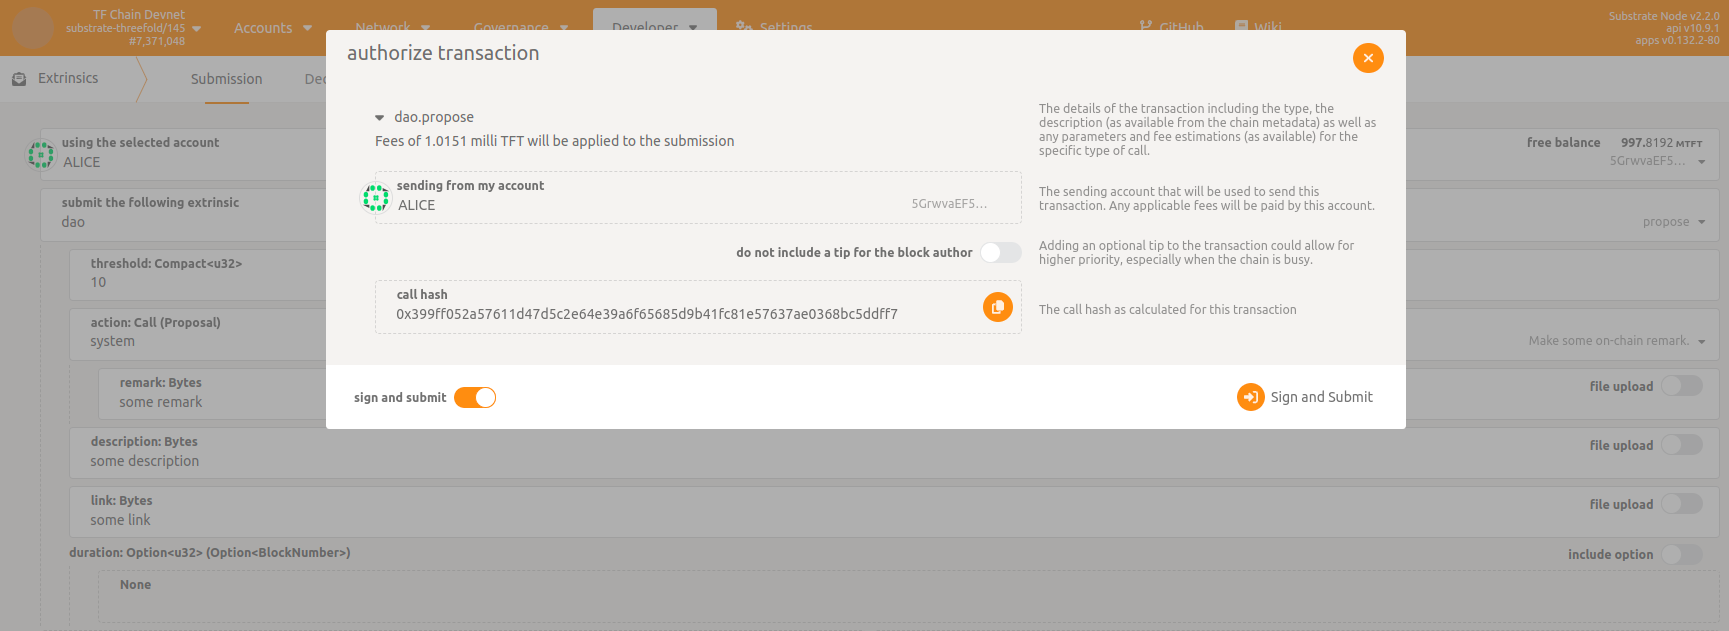 TF Chain Devnet
substrate-threefold/145
#7,371,048
Accounts
Network
Governance
Developer
Settings
GitHub
Wiki
Substrate Node v2.2.0
api v10.9.1
apps v0.132.2-80
Extrinsics
Submission
authorize transaction
dao.propose
Fees of 1.0151 milli TFT will be applied to the submission
The details of the transaction including the type, the
description (as available from the chain metadata) as well as
any parameters and fee estimations (as available) for the
specific type of call.
sending from my account
ALICE
5GrwvaEF5…
The sending account that will be used to send this
transaction. Any applicable fees will be paid by this account.
do not include a tip for the block author
Adding an optional tip to the transaction could allow for
higher priority, especially when the chain is busy.
call hash
0x399ff052a57611d47d5c2e64e39a6f65685d9b41fc81e57637ae0368bc5ddff7
The call hash as calculated for this transaction
sign and submit
Sign and Submit
using the selected account
ALICE
free balance 997.8192 MTFT
5GrwvaEF5…
submit the following extrinsic
dao
propose
threshold: Compact<u32>
10
action: Call (Proposal)
system
Make some on-chain remark.
remark: Bytes
some remark
file upload
description: Bytes
some description
file upload
link: Bytes
some link
file upload
duration: Option<u32> (Option<BlockNumber>)
include option
None